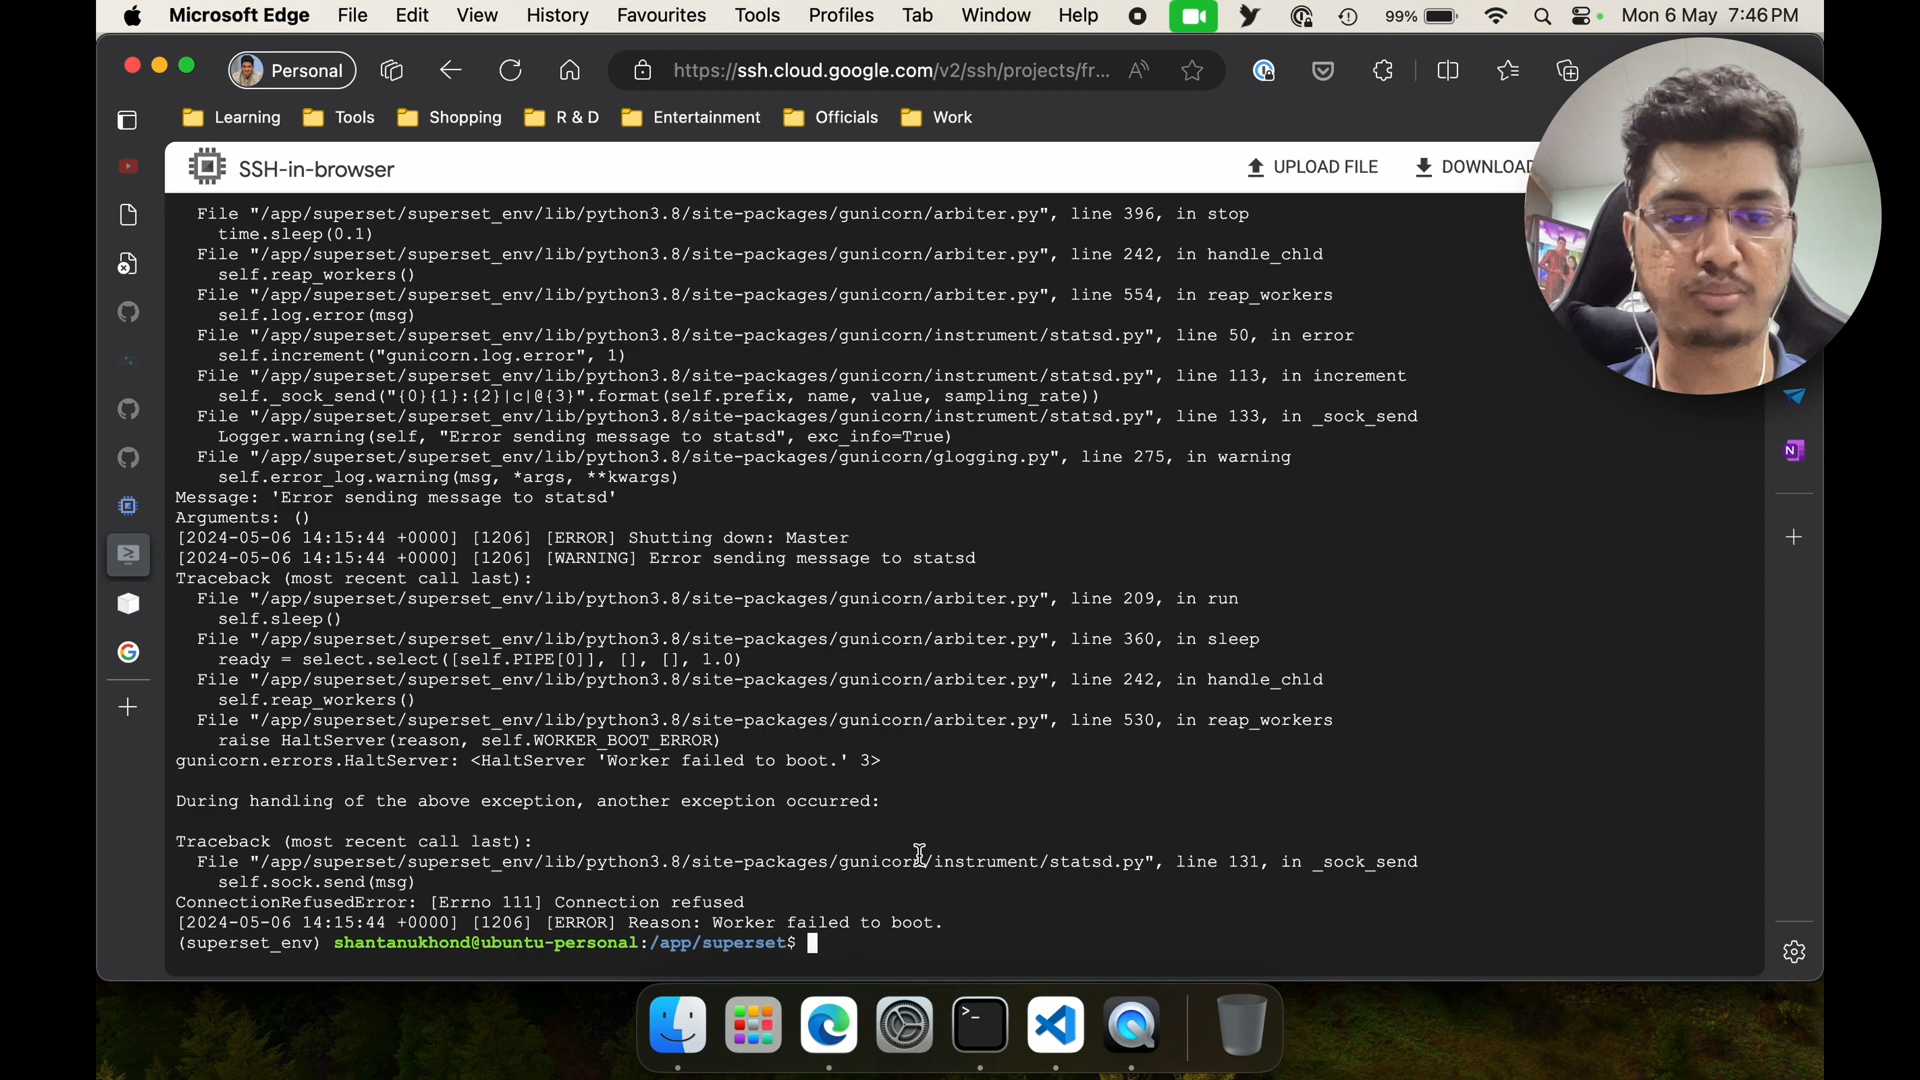 Microsoft Edge File Edit View History Favourites Tools Profiles Tab Window Help 99% Mon 6 May 7:46 PM
Personal https://ssh.cloud.google.com/v2/ssh/projects/fr...
Learning Tools Shopping R & D Entertainment Officials Work
SSH-in-browser UPLOAD FILE DOWNLOAD
File "/app/superset/superset_env/lib/python3.8/site-packages/gunicorn/arbiter.py", line 396, in stop
time.sleep(0.1)
File "/app/superset/superset_env/lib/python3.8/site-packages/gunicorn/arbiter.py", line 242, in handle_chld
self.reap_workers()
File "/app/superset/superset_env/lib/python3.8/site-packages/gunicorn/arbiter.py", line 554, in reap_workers
self.log.error(msg)
File "/app/superset/superset_env/lib/python3.8/site-packages/gunicorn/instrument/statsd.py", line 50, in error
self.increment("gunicorn.log.error", 1)
File "/app/superset/superset_env/lib/python3.8/site-packages/gunicorn/instrument/statsd.py", line 113, in increment
self._sock_send("{0}{1}:{2}|c|@{3}".format(self.prefix, name, value, sampling_rate))
File "/app/superset/superset_env/lib/python3.8/site-packages/gunicorn/instrument/statsd.py", line 133, in _sock_send
Logger.warning(self, "Error sending message to statsd", exc_info=True)
File "/app/superset/superset_env/lib/python3.8/site-packages/gunicorn/glogging.py", line 275, in warning
self.error_log.warning(msg, *args, **kwargs)
Message: 'Error sending message to statsd'
Arguments: ()
[2024-05-06 14:15:44 +0000] [1206] [ERROR] Shutting down: Master
[2024-05-06 14:15:44 +0000] [1206] [WARNING] Error sending message to statsd
Traceback (most recent call last):
File "/app/superset/superset_env/lib/python3.8/site-packages/gunicorn/arbiter.py", line 209, in run
self.sleep()
File "/app/superset/superset_env/lib/python3.8/site-packages/gunicorn/arbiter.py", line 360, in sleep
ready = select.select([self.PIPE[0]], [], [], 1.0)
File "/app/superset/superset_env/lib/python3.8/site-packages/gunicorn/arbiter.py", line 242, in handle_chld
self.reap_workers()
File "/app/superset/superset_env/lib/python3.8/site-packages/gunicorn/arbiter.py", line 530, in reap_workers
raise HaltServer(reason, self.WORKER_BOOT_ERROR)
gunicorn.errors.HaltServer: <HaltServer 'Worker failed to boot.' 3>
During handling of the above exception, another exception occurred:
Traceback (most recent call last):
File "/app/superset/superset_env/lib/python3.8/site-packages/gunicorn/instrument/statsd.py", line 131, in _sock_send
self.sock.send(msg)
ConnectionRefusedError: [Errno 111] Connection refused
[2024-05-06 14:15:44 +0000] [1206] [ERROR] Reason: Worker failed to boot.
(superset_env) shantanukhond@ubuntu-personal:/app/superset$